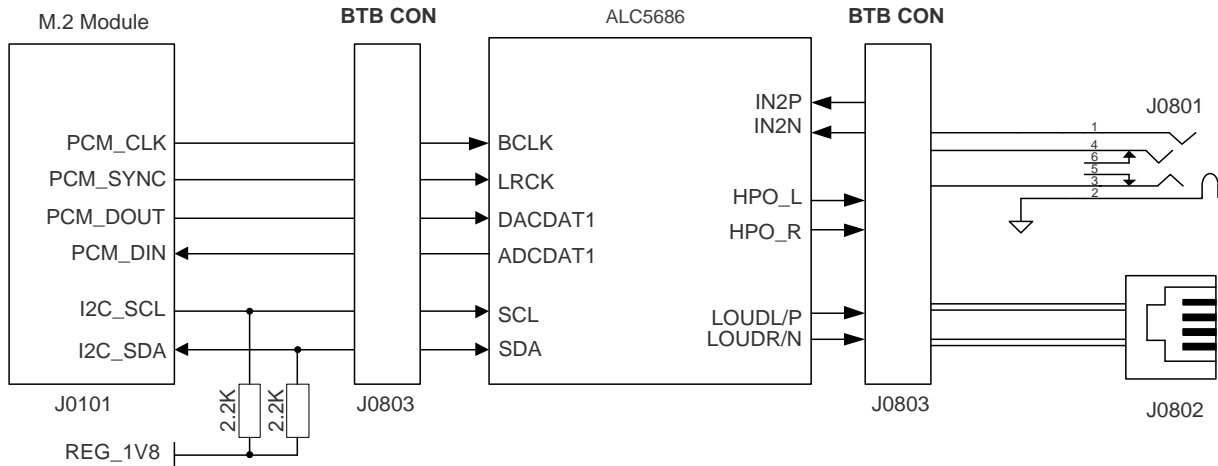 M.2 Module
BTB CON
ALC5686
BTB CON
PCM_CLK
PCM_SYNC
PCM_DOUT
PCM_DIN
I2C_SCL
I2C_SDA
J0101
2.2K
2.2K
REG_1V8
J0803
BCLK
LRCK
DACDAT1
ADCDAT1
SCL
SDA
IN2P
IN2N
HPO_L
HPO_R
LOUDL/P
LOUDR/N
J0803
J0801
1
4
6
5
3
2
J0802